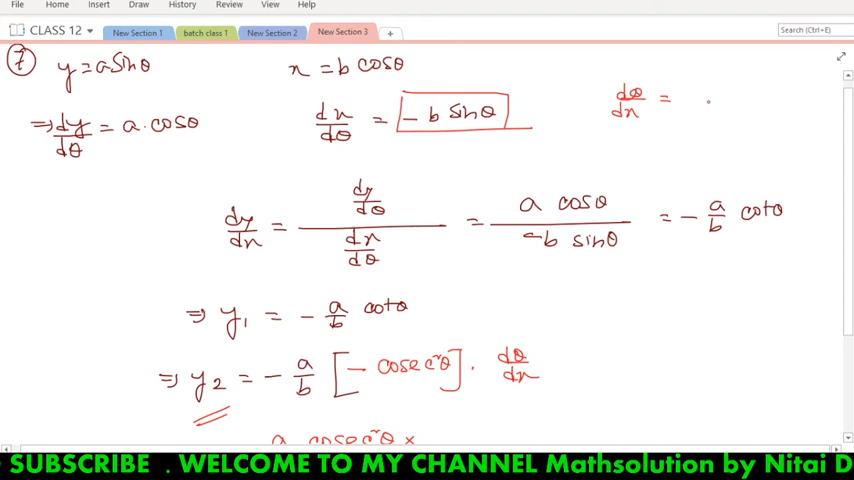 File Home Insert Draw History Review View Help
CLASS 12 New Section 1 batch class 1 New Section 2 New Section 3 + Search (Ctrl+E)
⑦ y = a sinθ x = b cosθ
⇒ dy/dθ = a · cosθ dx/dθ = - b sinθ dθ/dx =
dy/dx = (dy/dθ)/(dx/dθ) = (a cosθ)/(-b sinθ) = - a/b cotθ
⇒ y₁ = - a/b cotθ
⇒ y₂ = - a/b [ - cosec²θ ] · dθ/dx
a cosec²θ ×
SUBSCRIBE . WELCOME TO MY CHANNEL Mathsolution by Nitai D